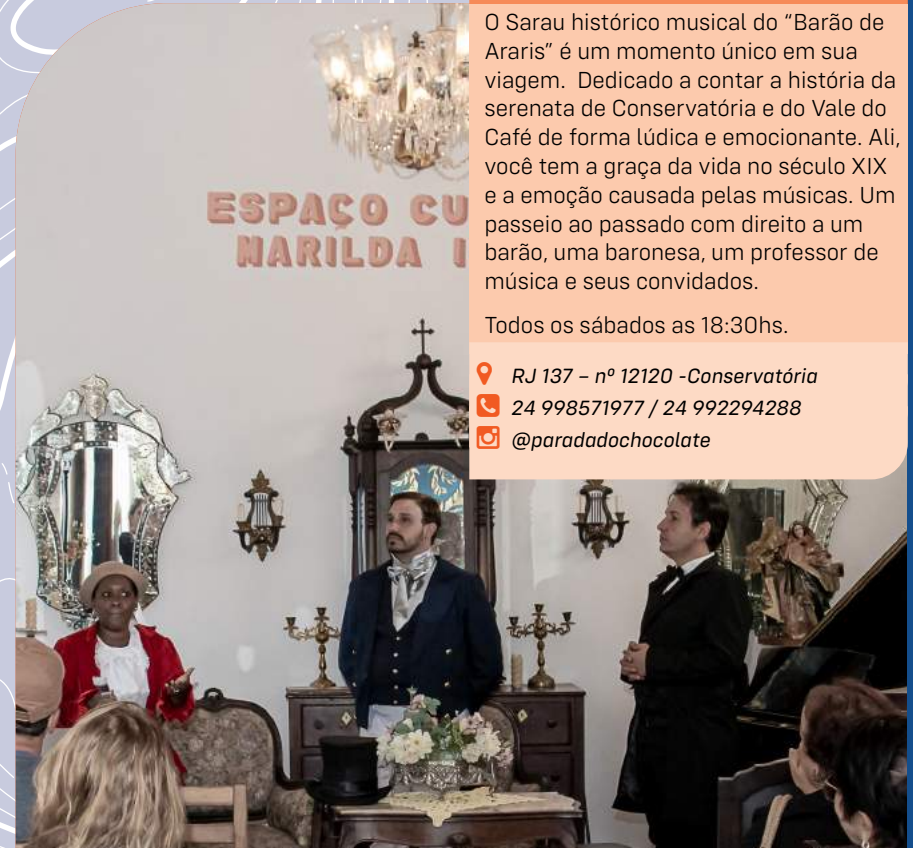 O Sarau histórico musical do “Barão de
Araris” é um momento único em sua
viagem. Dedicado a contar a história da
serenata de Conservatória e do Vale do
Café de forma lúdica e emocionante. Ali,
você tem a graça da vida no século XIX
e a emoção causada pelas músicas. Um
passeio ao passado com direito a um
barão, uma baronesa, um professor de
música e seus convidados.
Todos os sábados as 18:30hs.
RJ 137 – nº 12120 -Conservatória
24 998571977 / 24 992294288
@paradadochocolate
ESPAÇO CU
MARILDA I